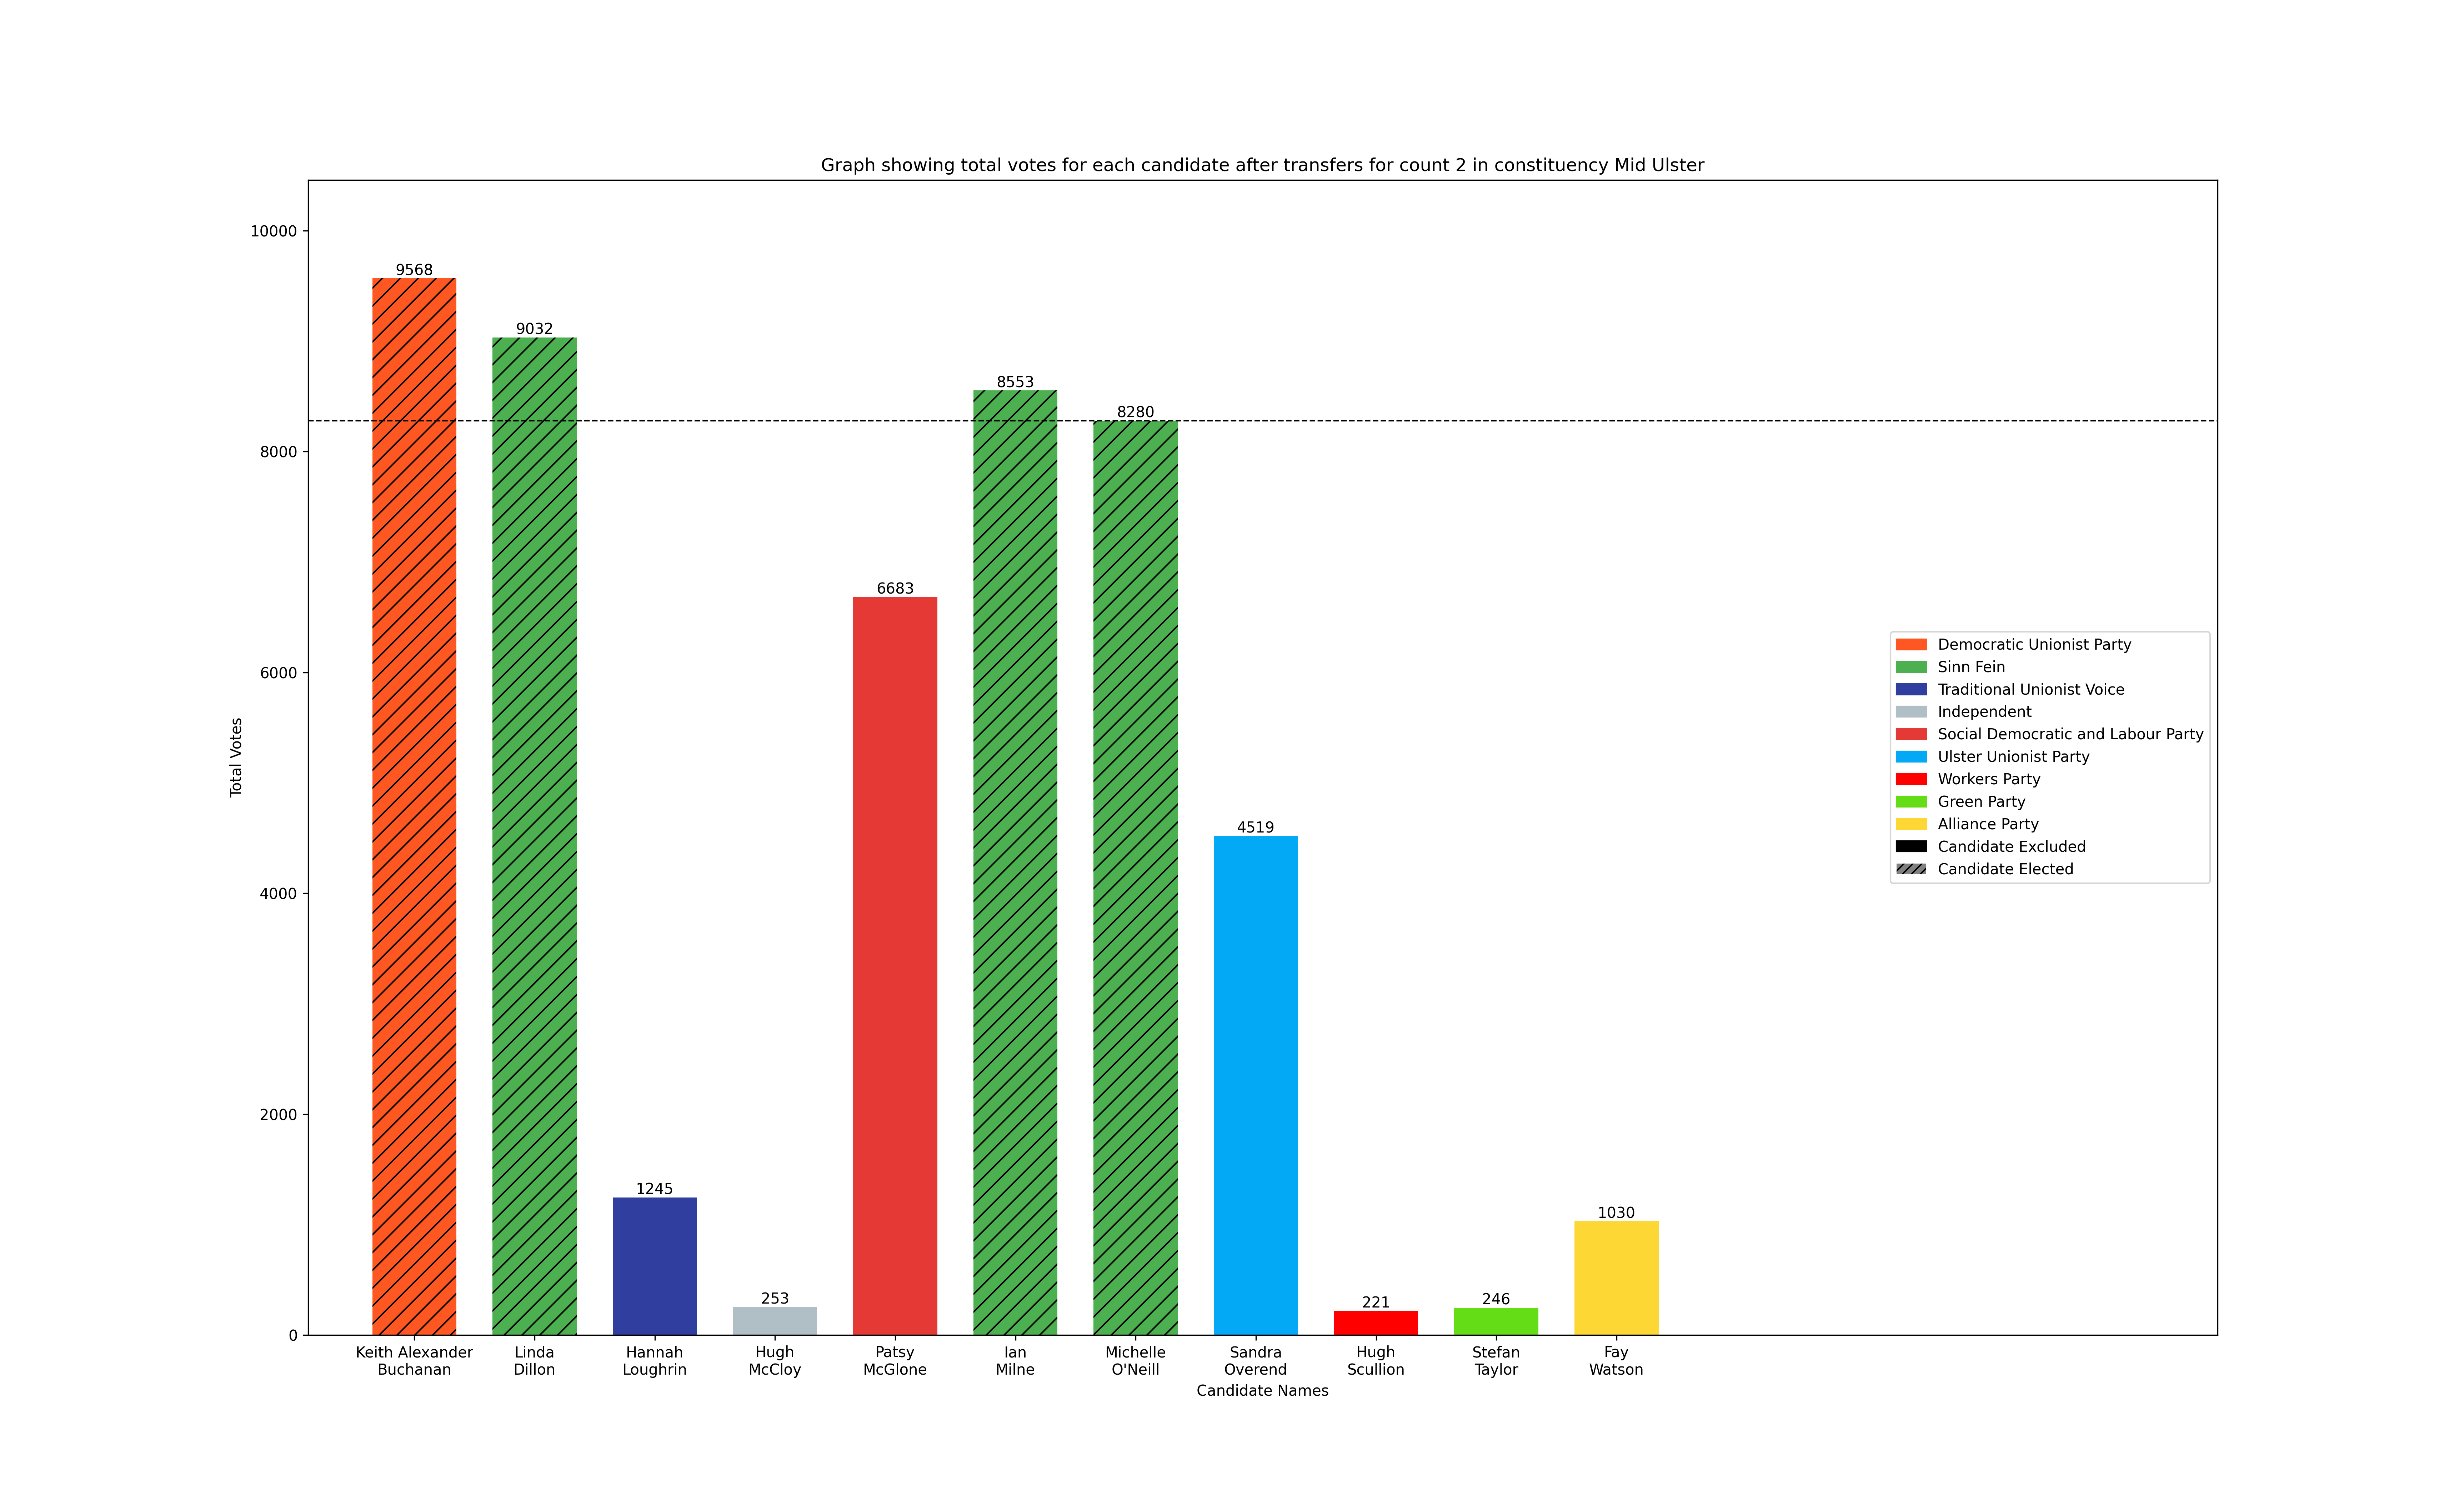 Graph showing total votes for each candidate after transfers for count 2 in constituency Mid Ulster
Total Votes
10000
8000
6000
4000
2000
0
9568
9032
1245
253
6683
8553
8280
4519
221
246
1030
Keith Alexander
Buchanan
Linda
Dillon
Hannah
Loughrin
Hugh
McCloy
Patsy
McGlone
Ian
Milne
Michelle
O'Neill
Sandra
Overend
Hugh
Scullion
Stefan
Taylor
Fay
Watson
Candidate Names
Democratic Unionist Party
Sinn Fein
Traditional Unionist Voice
Independent
Social Democratic and Labour Party
Ulster Unionist Party
Workers Party
Green Party
Alliance Party
Candidate Excluded
Candidate Elected